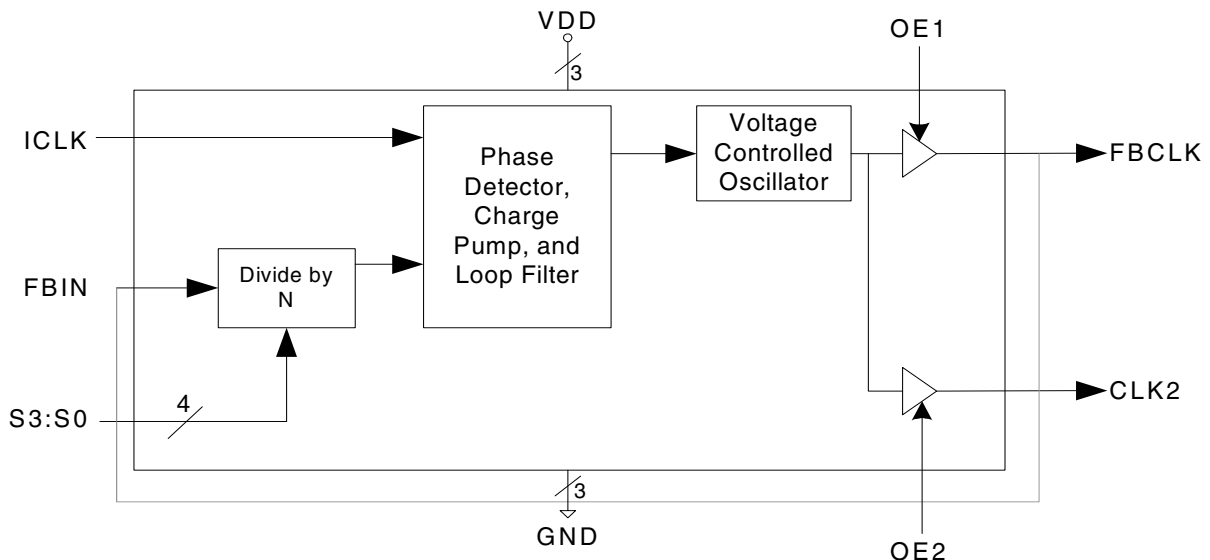 VDD
3
OE1
ICLK
Phase
Detector,
Charge
Pump, and
Loop Filter
Voltage
Controlled
Oscillator
FBCLK
FBIN
Divide by
N
S3:S0
4
CLK2
3
GND
OE2